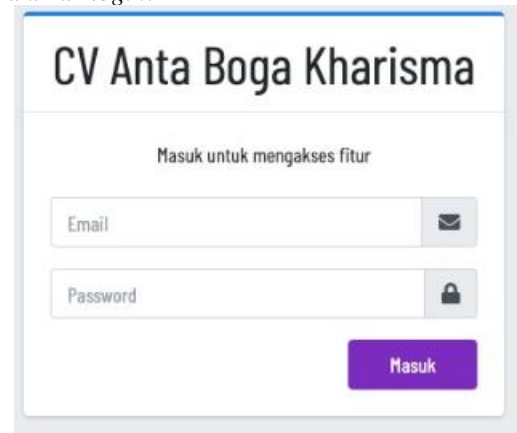 CV Anta Boga Kharisma
Masuk untuk mengakses fitur
Email
Password
Masuk